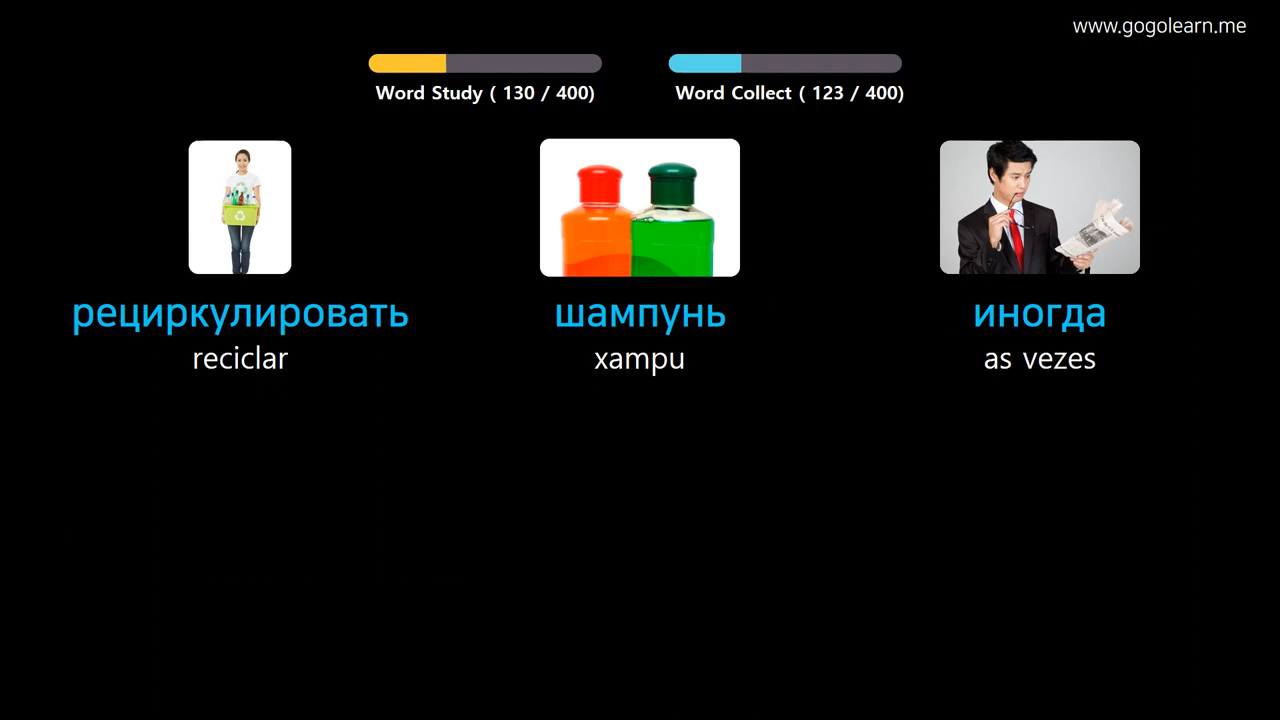 www.gogolearn.me
Word Study ( 130 / 400)
Word Collect ( 123 / 400)
рециркулировать
шампунь
иногда
reciclar
xampu
as vezes